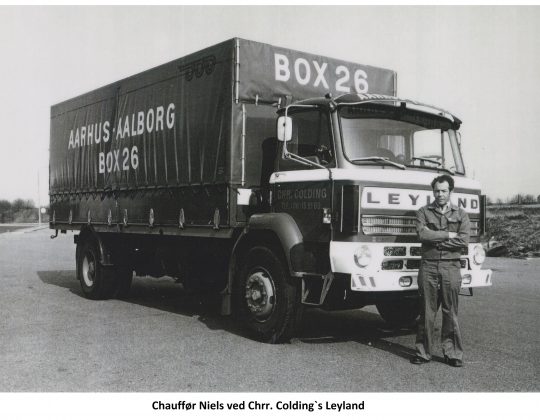 BOX 26
AARHUS-AALBORG
BOX 26
LEYLAND
CHR. COLDING
Chauffør Niels ved Chrr. Colding`s Leyland